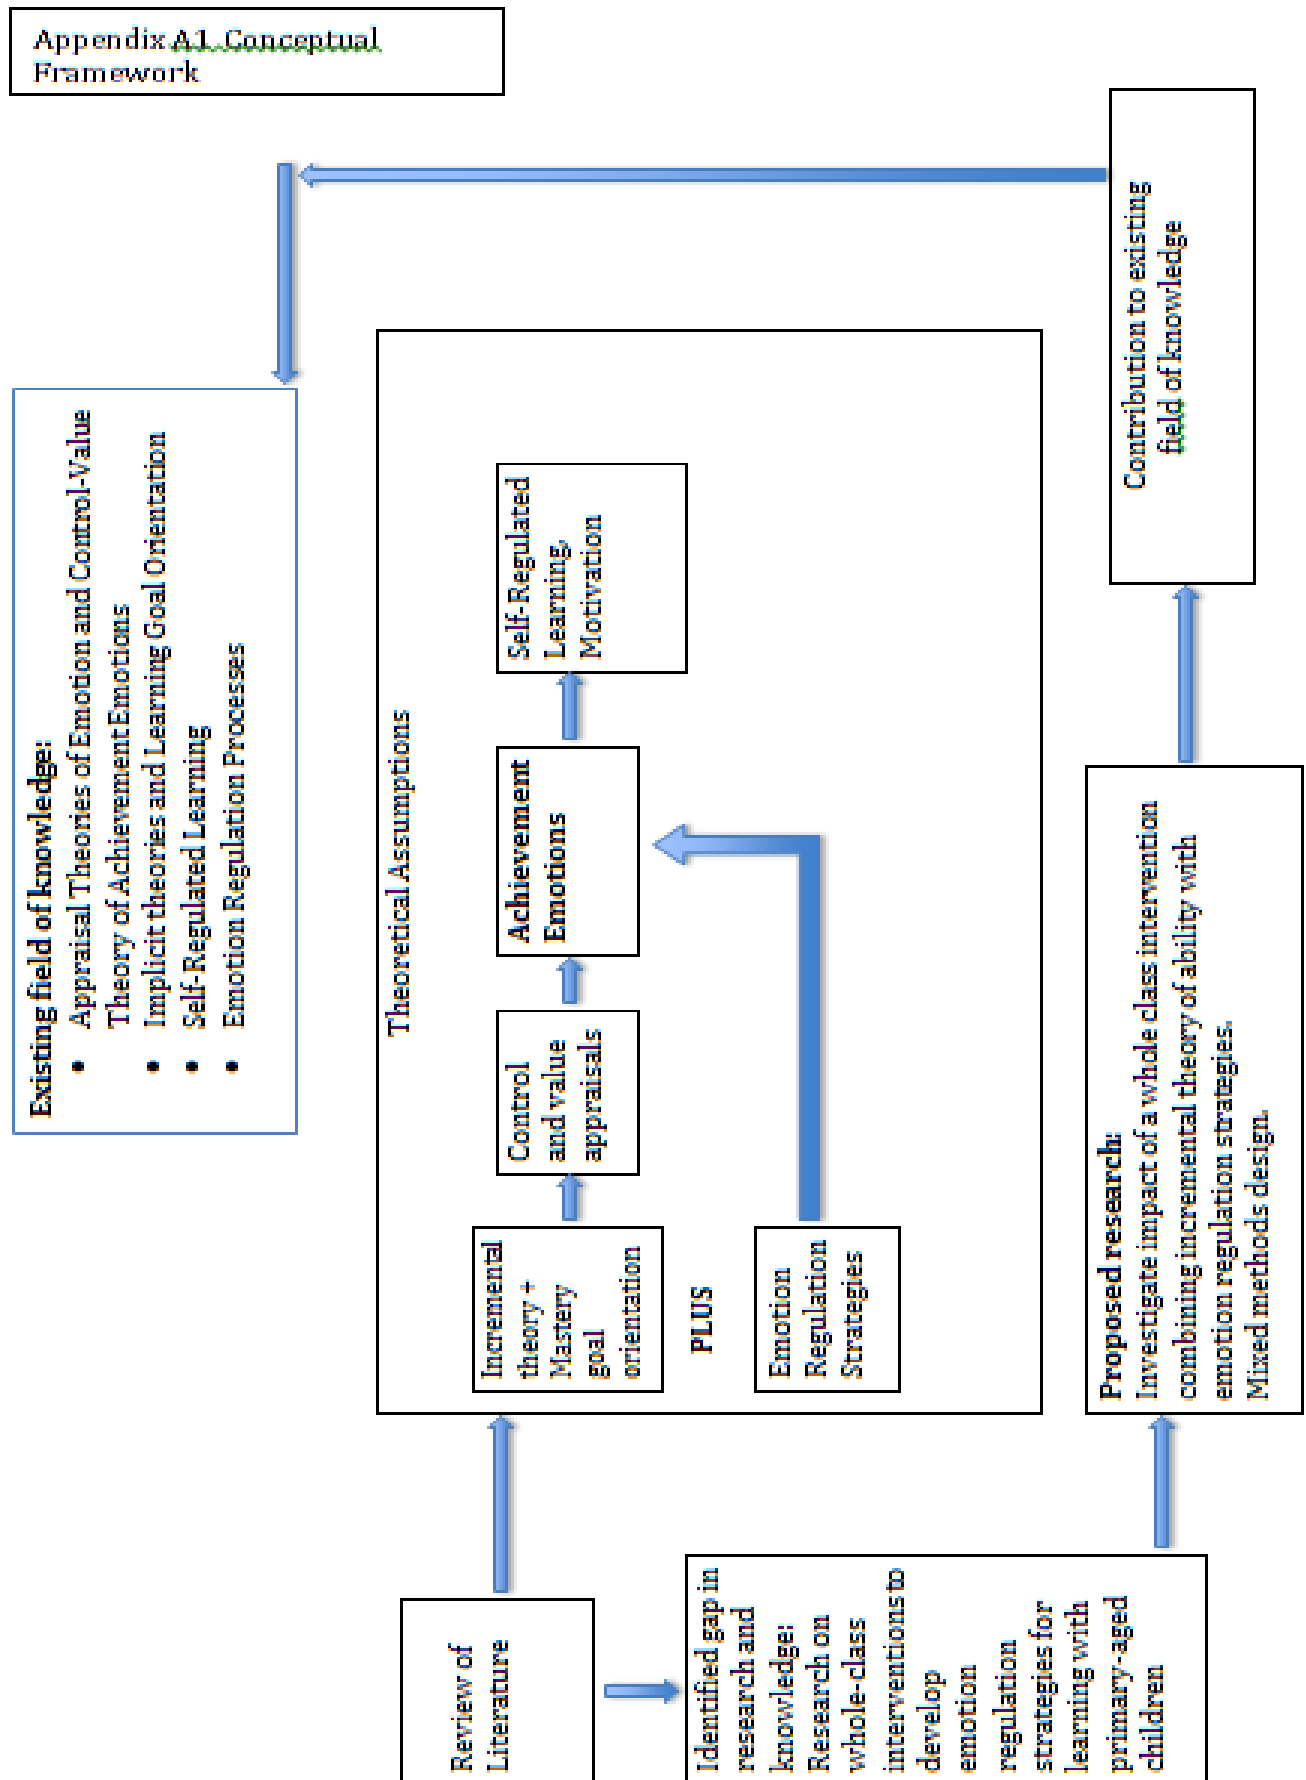 Appendix A1. Conceptual
Framework
Existing field of knowledge:
• Appraisal Theories of Emotion and Control-Value
Theory of Achievement Emotions
• Implicit theories and Learning Goal Orientation
• Self-Regulated Learning
• Emotion Regulation Processes
Review of
Literature
Theoretical Assumptions
Incremental
theory +
Mastery
goal
orientation
Control
and value
appraisals
Achievement
Emotions
Self-Regulated
Learning,
Motivation
PLUS
Emotion
Regulation
Strategies
Identified gap in
research and
knowledge:
Research on
whole-class
interventions to
develop
emotion
regulation
strategies for
learning with
primary-aged
children
Proposed research:
Investigate impact of a whole class intervention
combining incremental theory of ability with
emotion regulation strategies.
Mixed methods design.
Contribution to existing
field of knowledge